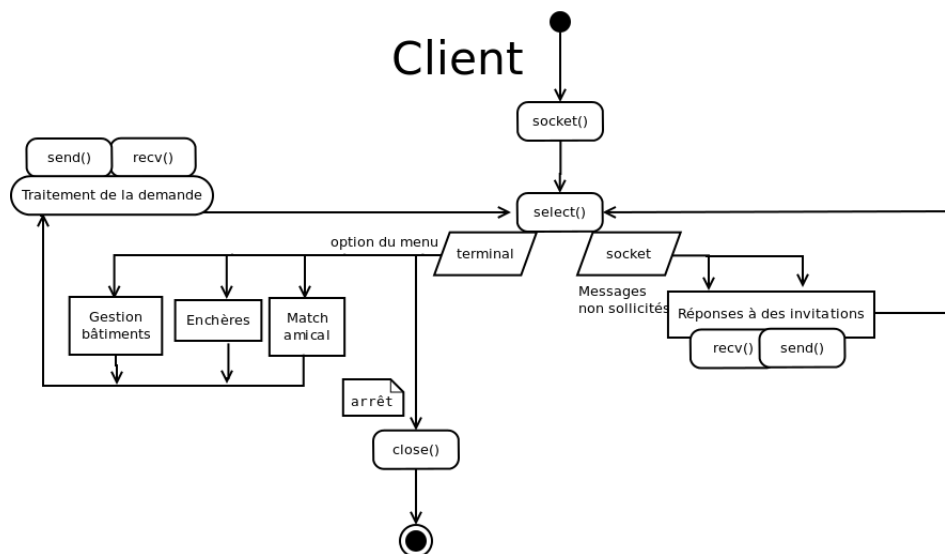 Client
socket()
send()
recv()
Traitement de la demande
select()
option du menu
terminal
socket
Messages
non sollicités
Gestion
bâtiments
Enchères
Match
amical
Réponses à des invitations
recv()
send()
arrêt
close()